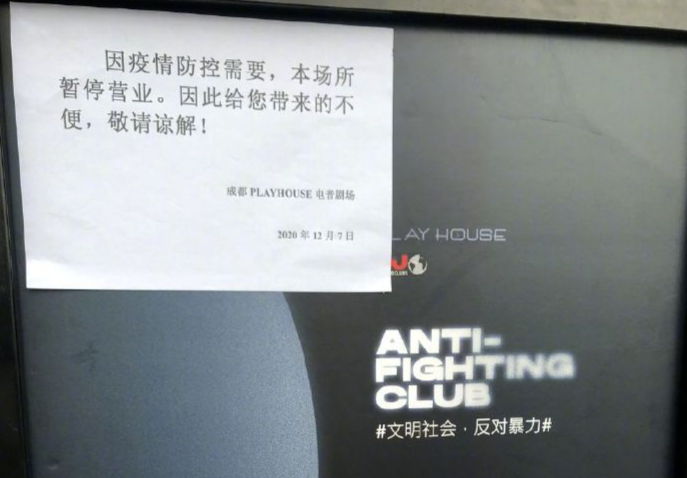 因疫情防控需要，本场所
暂停营业。因此给您带来的不
便，敬请谅解！
成都 PLAYHOUSE 电音剧场
2020 年 12 月 7 日
LAY HOUSE
DJ
ANTI-
FIGHTING
CLUB
#文明社会·反对暴力#